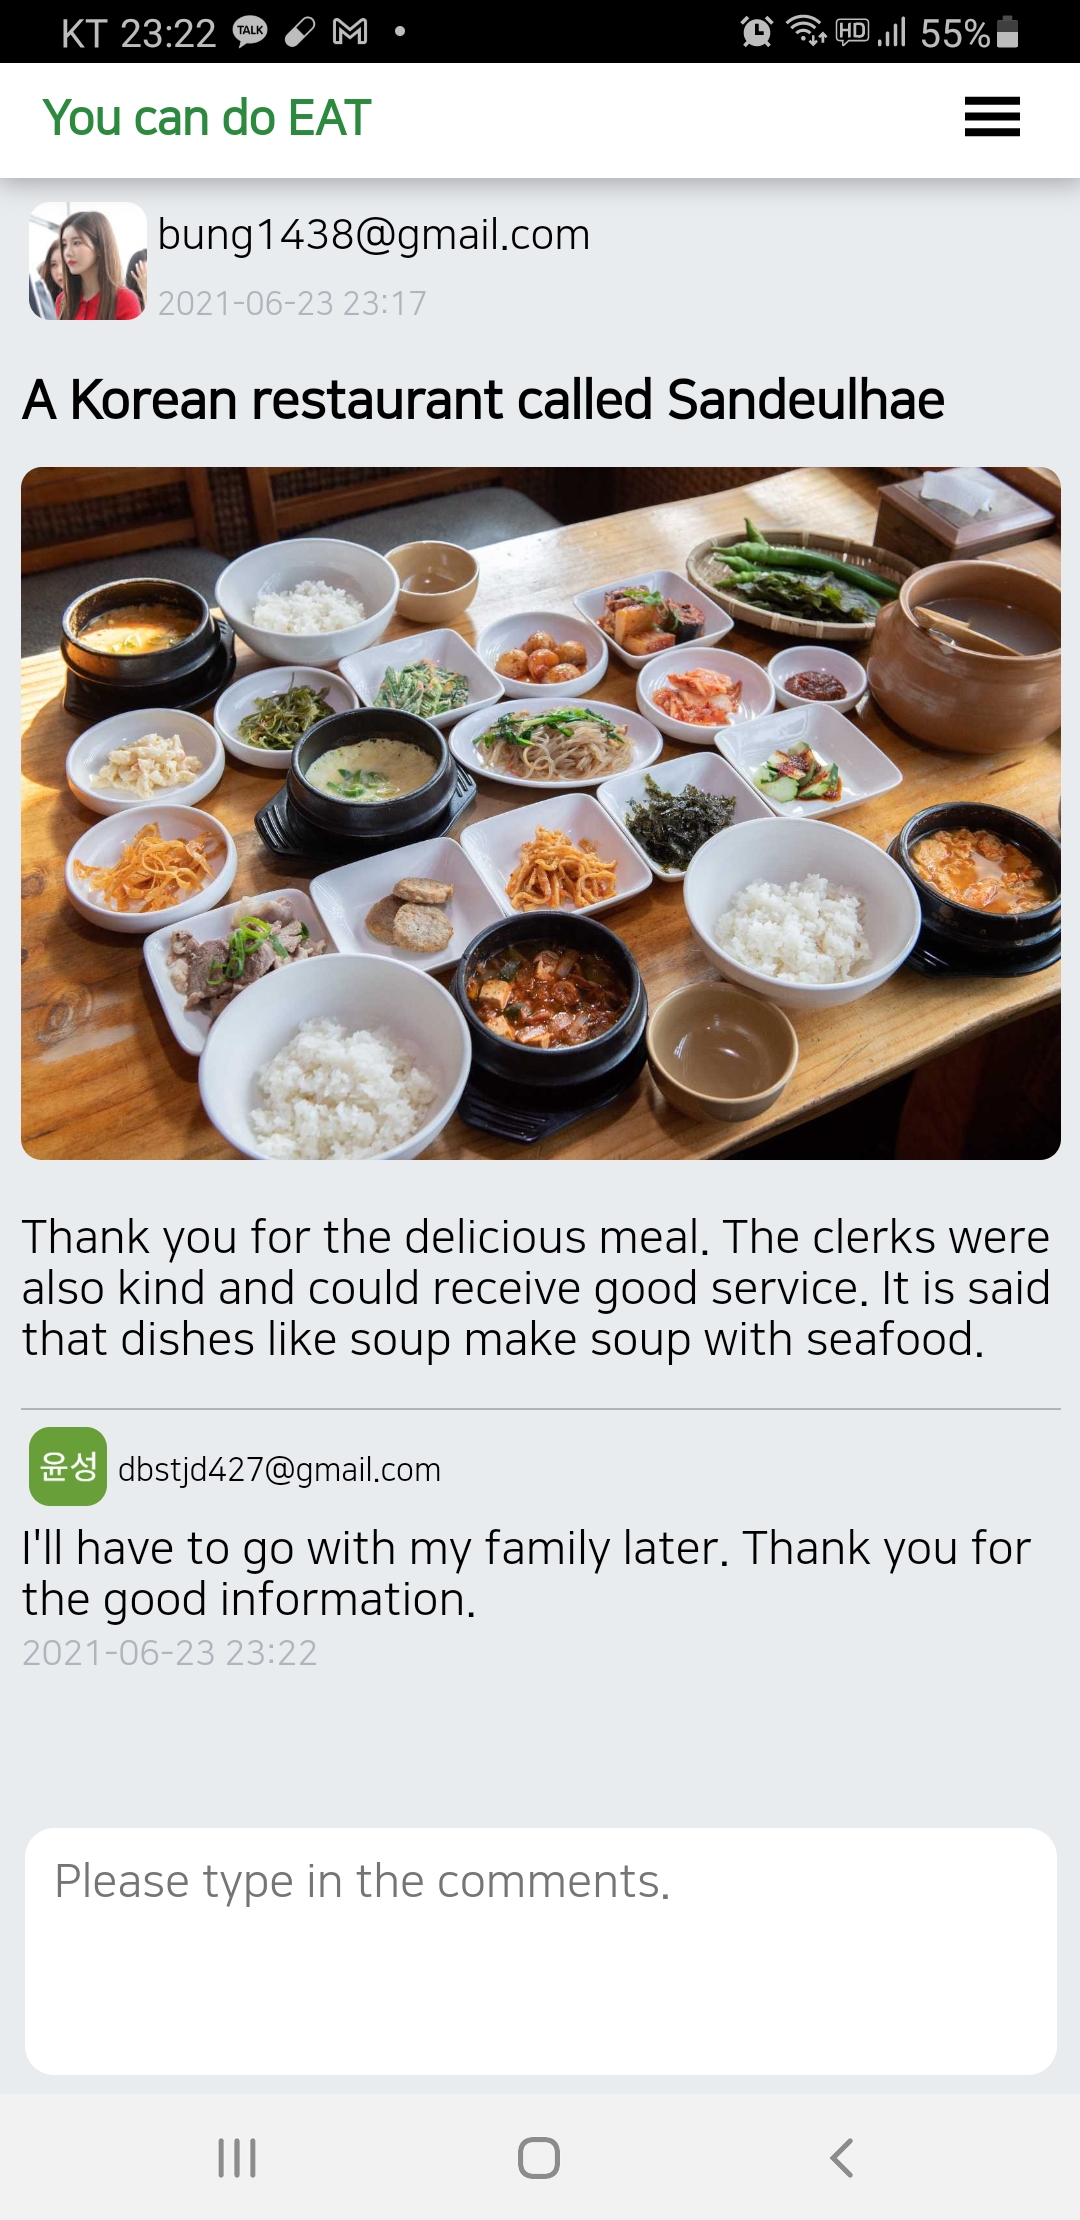 KT 23:22 TALK HD 55%
You can do EAT
bung1438@gmail.com
2021-06-23 23:17
A Korean restaurant called Sandeulhae
Thank you for the delicious meal. The clerks were
also kind and could receive good service. It is said
that dishes like soup make soup with seafood.
윤성 dbstjd427@gmail.com
I'll have to go with my family later. Thank you for
the good information.
2021-06-23 23:22
Please type in the comments.